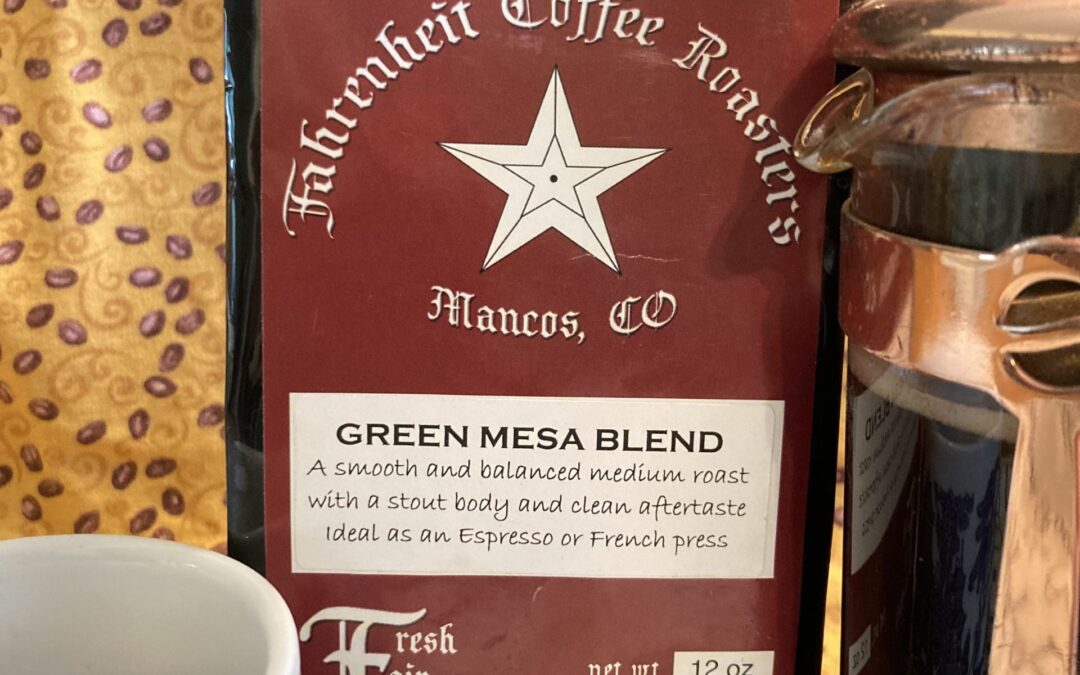 Fahrenheit Coffee Roasters
Mancos, CO
GREEN MESA BLEND
A smooth and balanced medium roast
with a stout body and clean aftertaste
Ideal as an Espresso or French press
Fresh
Fair
net wt 12 oz